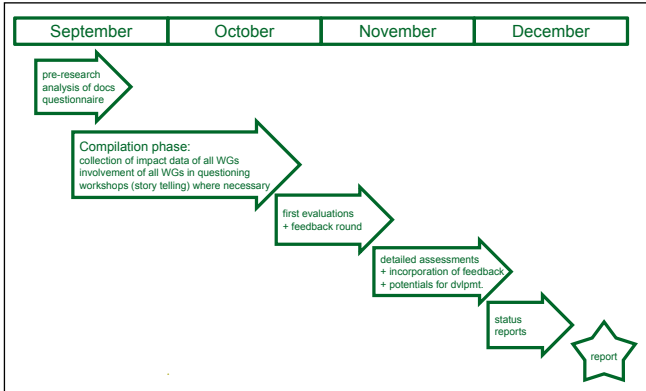 September October November December
pre-research
analysis of docs
questionnaire
Compilation phase:
collection of impact data of all WGs
involvement of all WGs in questioning
workshops (story telling) where necessary
first evaluations
+ feedback round
detailed assessments
+ incorporation of feedback
+ potentials for dvlpmt.
status
reports
report